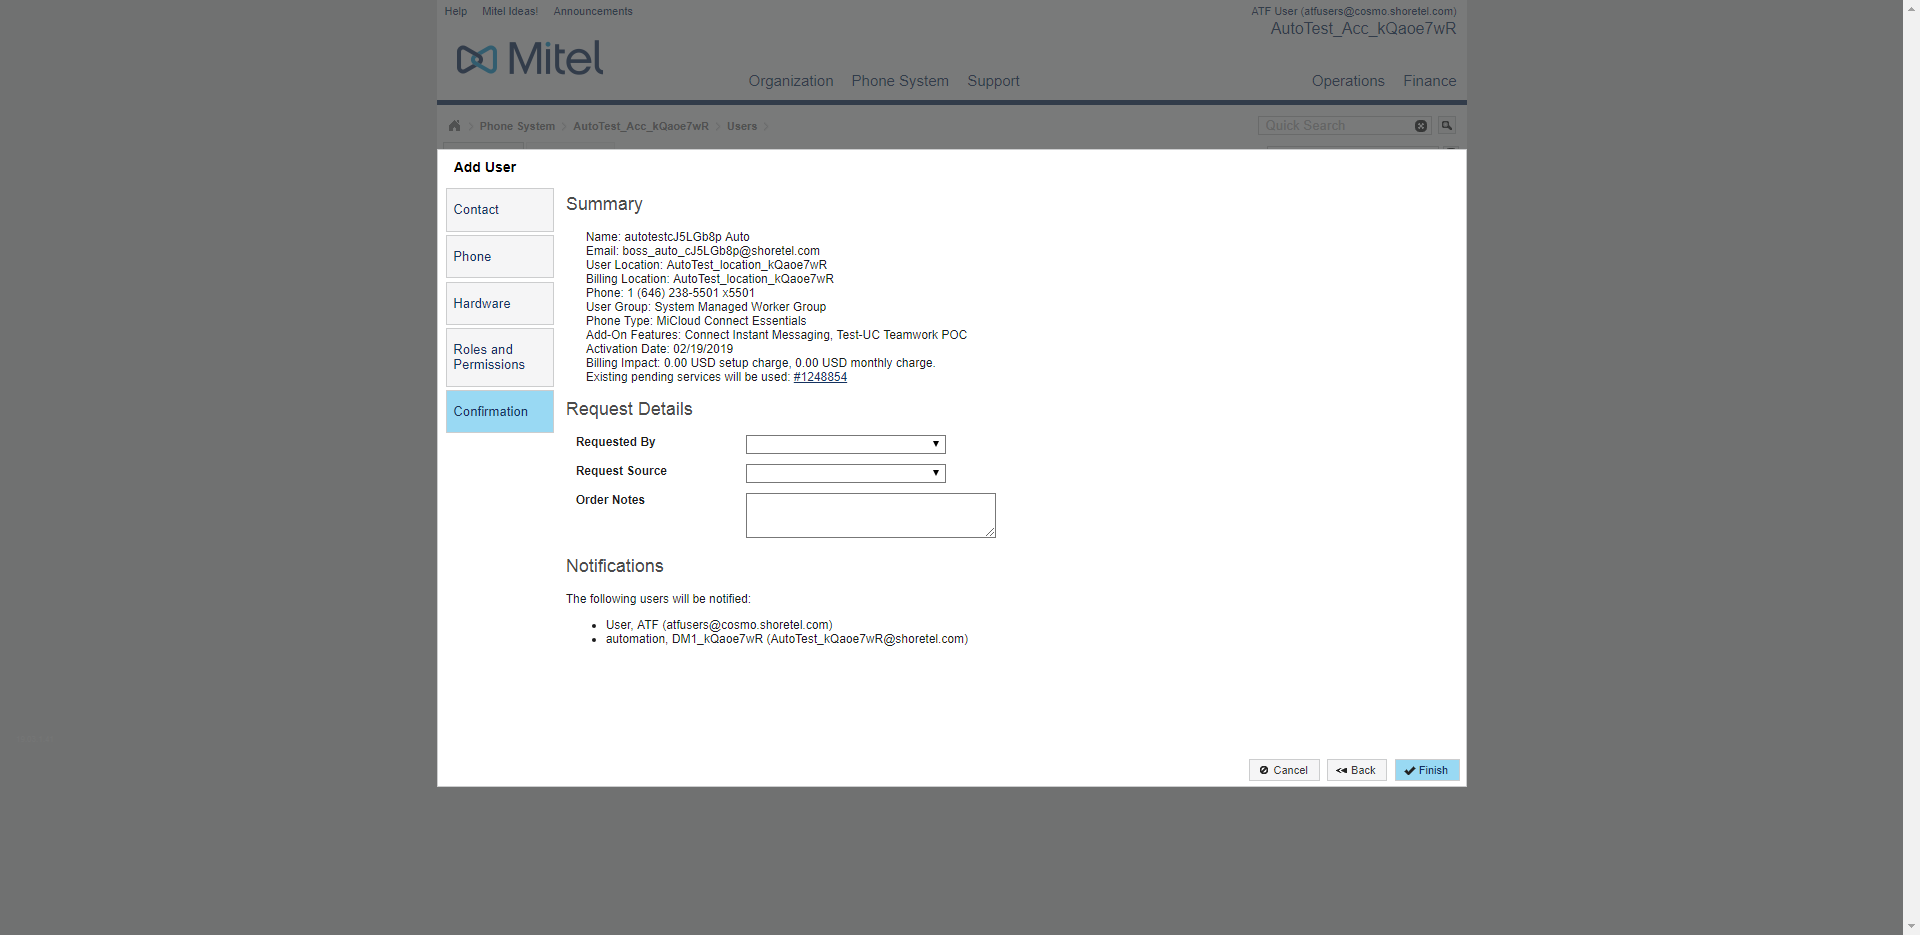 Help Mitel Ideas! Announcements
ATF User (atfusers@cosmo.shoretel.com)
AutoTest_Acc_kQaoe7wR
Mitel
Organization Phone System Support Operations Finance
Phone System AutoTest_Acc_kQaoe7wR Users
Quick Search
Add User
Contact
Phone
Hardware
Roles and
Permissions
Confirmation
Summary
Name: autotestcJ5LGb8p Auto
Email: boss_auto_cJ5LGb8p@shoretel.com
User Location: AutoTest_location_kQaoe7wR
Billing Location: AutoTest_location_kQaoe7wR
Phone: 1 (646) 238-5501 x5501
User Group: System Managed Worker Group
Phone Type: MiCloud Connect Essentials
Add-On Features: Connect Instant Messaging, Test-UC Teamwork POC
Activation Date: 02/19/2019
Billing Impact: 0.00 USD setup charge, 0.00 USD monthly charge.
Existing pending services will be used: #1248854
Request Details
Requested By
Request Source
Order Notes
Notifications
The following users will be notified:
User, ATF (atfusers@cosmo.shoretel.com)
automation, DM1_kQaoe7wR (AutoTest_kQaoe7wR@shoretel.com)
Cancel Back Finish